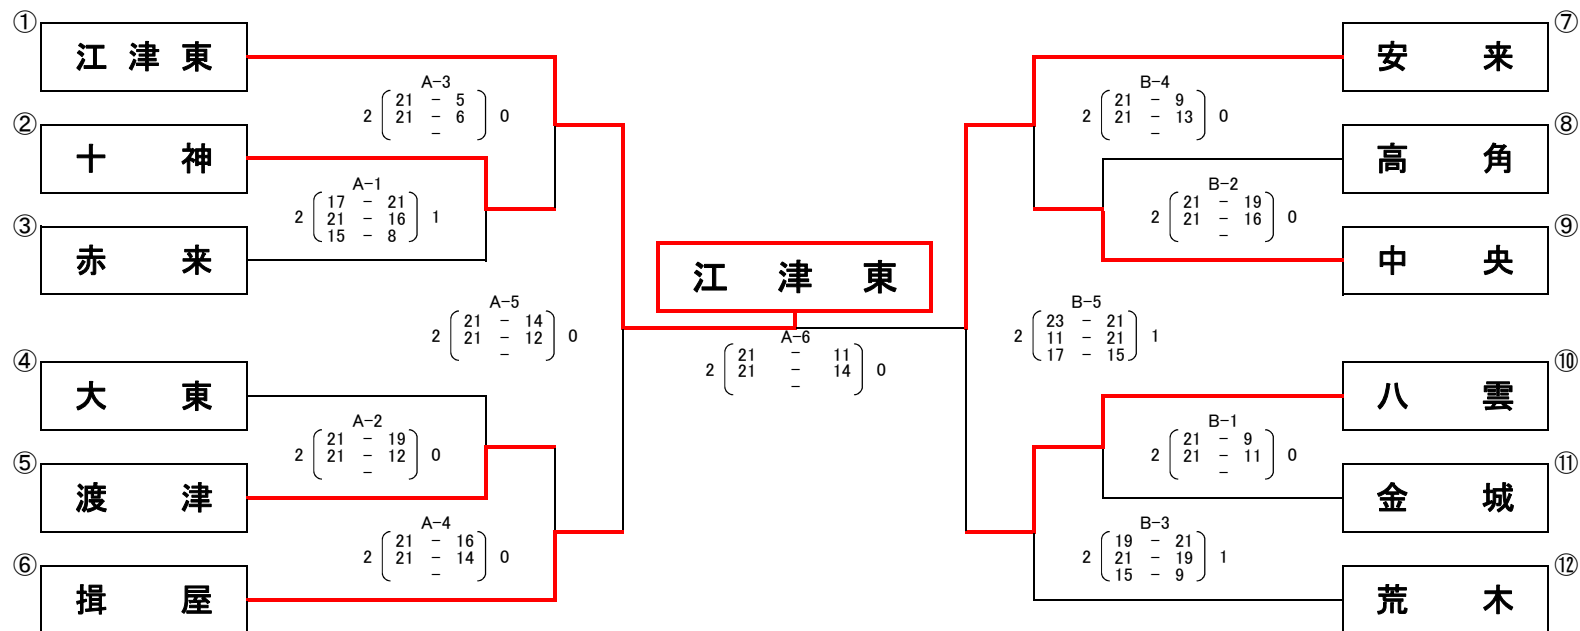 ①
江津東
A-3
2 21 - 5 0
21 - 6
-
②
十神
A-1
2 17 - 21 1
21 - 16
15 - 8
③
赤来
A-5
2 21 - 14 0
21 - 12
-
④
大東
A-2
2 21 - 19 0
21 - 12
-
⑤
渡津
A-4
2 21 - 16 0
21 - 14
-
⑥
揖屋
江津東
A-6
2 21 - 11 0
21 - 14
-
⑦
安来
B-4
2 21 - 9 0
21 - 13
-
⑧
高角
B-2
2 21 - 19 0
21 - 16
-
⑨
中央
B-5
2 23 - 21 1
11 - 21
17 - 15
⑩
八雲
B-1
2 21 - 9 0
21 - 11
-
⑪
金城
B-3
2 19 - 21 1
21 - 19
15 - 9
⑫
荒木